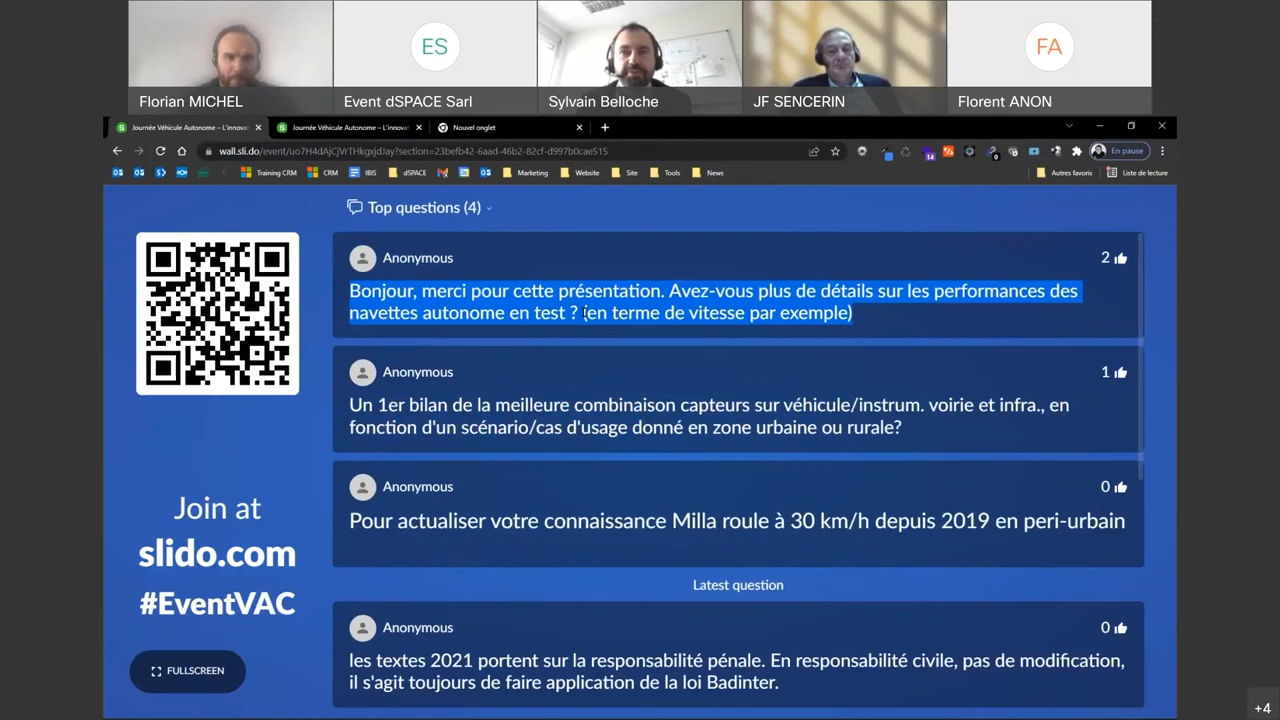 ES
FA
Florian MICHEL
Event dSPACE Sarl
Sylvain Belloche
JF SENCERIN
Florent ANON
Journée Véhicule Autonome – L'innov
Journée Véhicule Autonome – L'innov
Nouvel onglet
wall.sli.do/event/uo7H4dAjCjVrTHkgxjdJay?section=23befb42-6aad-46b2-82cf-d997b0cae515
En pause
Training CRM
CRM
IBIS
dSPACE
Marketing
Website
Site
Tools
News
Autres favoris
Liste de lecture
Top questions (4)
Anonymous
2
Bonjour, merci pour cette présentation. Avez-vous plus de détails sur les performances des
navettes autonome en test ? (en terme de vitesse par exemple)
Anonymous
1
Un 1er bilan de la meilleure combinaison capteurs sur véhicule/instrum. voirie et infra., en
fonction d'un scénario/cas d'usage donné en zone urbaine ou rurale?
Anonymous
0
Pour actualiser votre connaissance Milla roule à 30 km/h depuis 2019 en peri-urbain
Latest question
Anonymous
0
les textes 2021 portent sur la responsabilité pénale. En responsabilité civile, pas de modification,
il s'agit toujours de faire application de la loi Badinter.
Join at
slido.com
#EventVAC
FULLSCREEN
+4